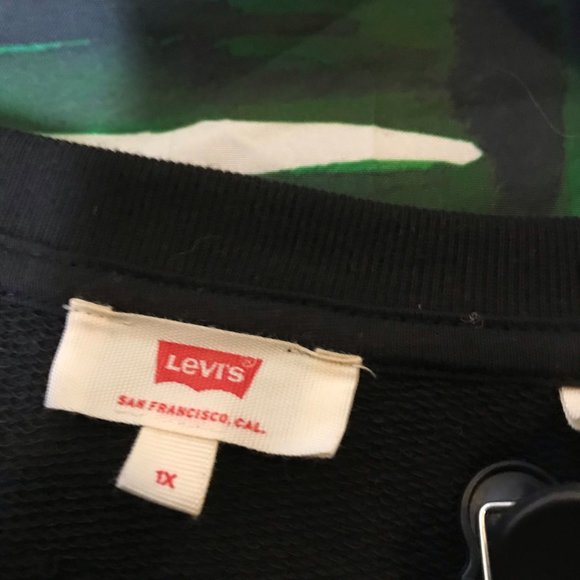 Levi's®
SAN FRANCISCO, CAL.
1X